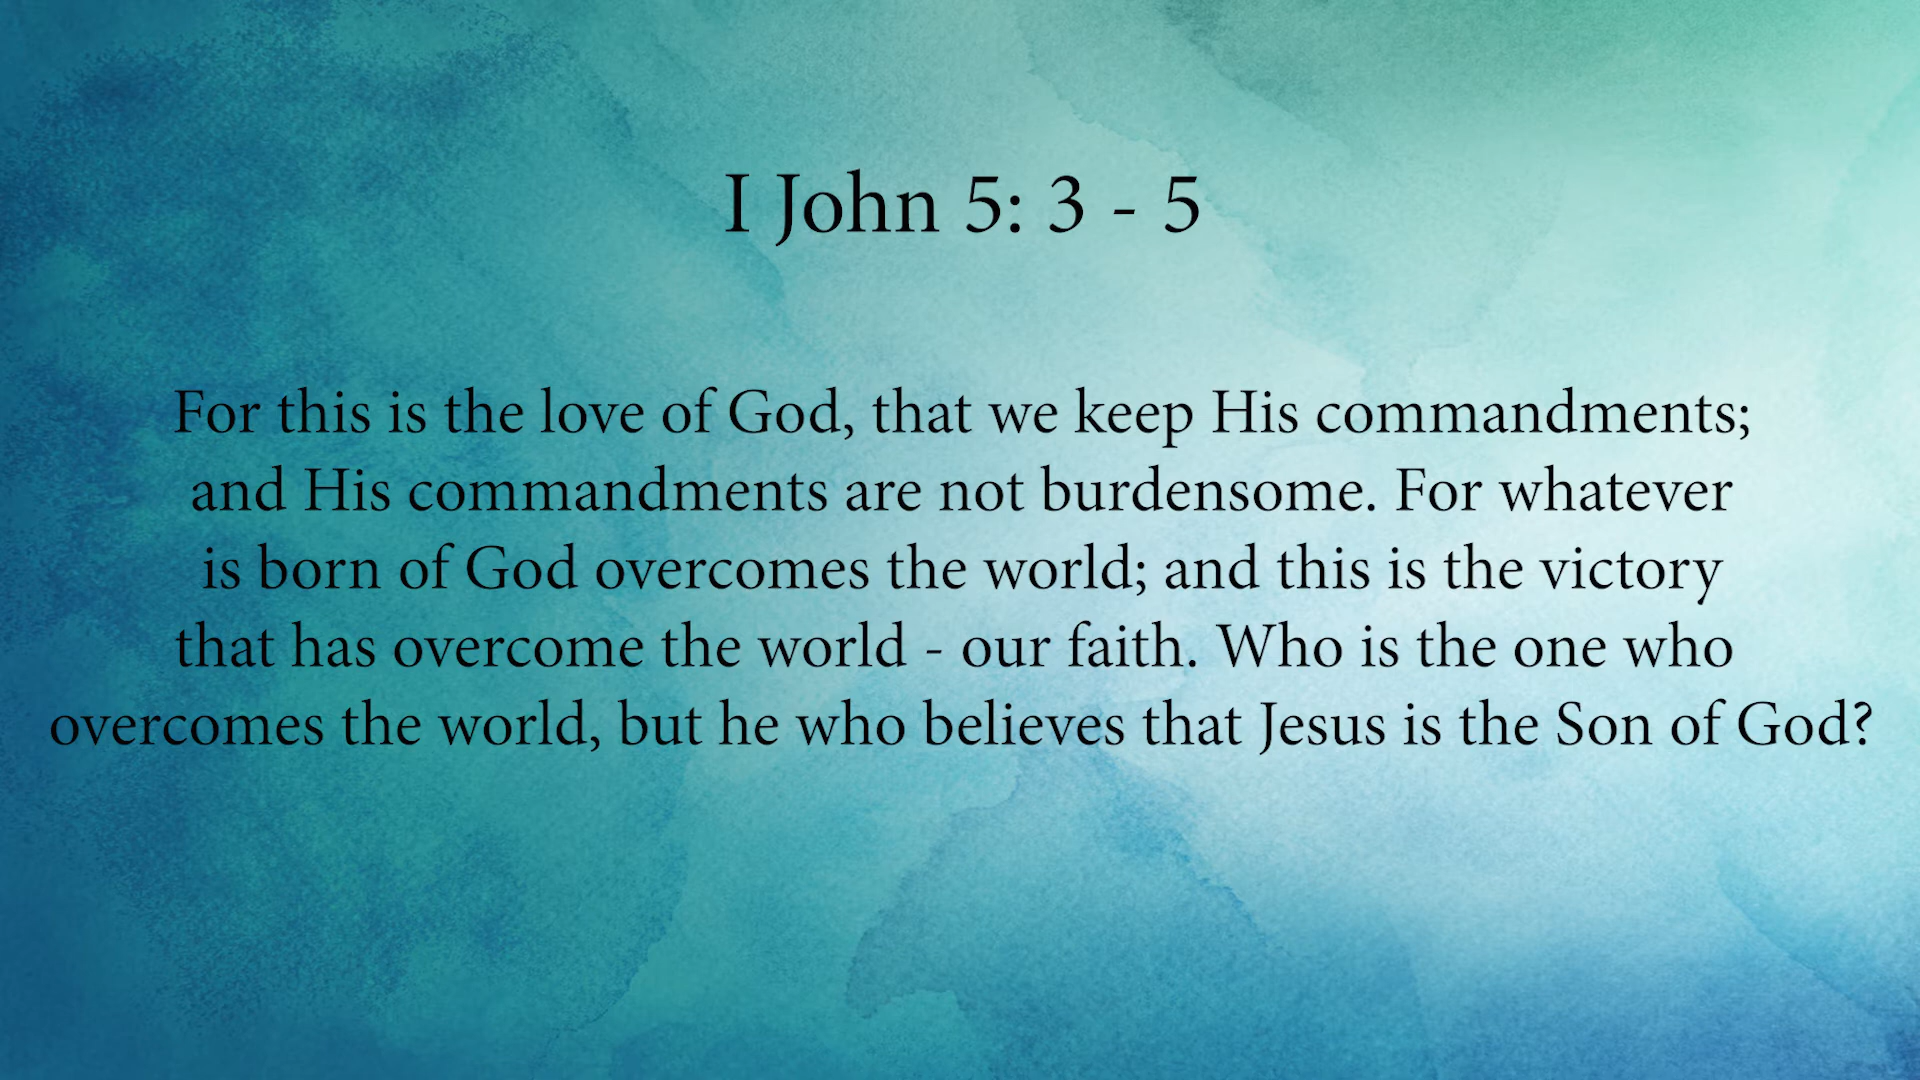 I John 5: 3 - 5
For this is the love of God, that we keep His commandments;
and His commandments are not burdensome. For whatever
is born of God overcomes the world; and this is the victory
that has overcome the world - our faith. Who is the one who
overcomes the world, but he who believes that Jesus is the Son of God?